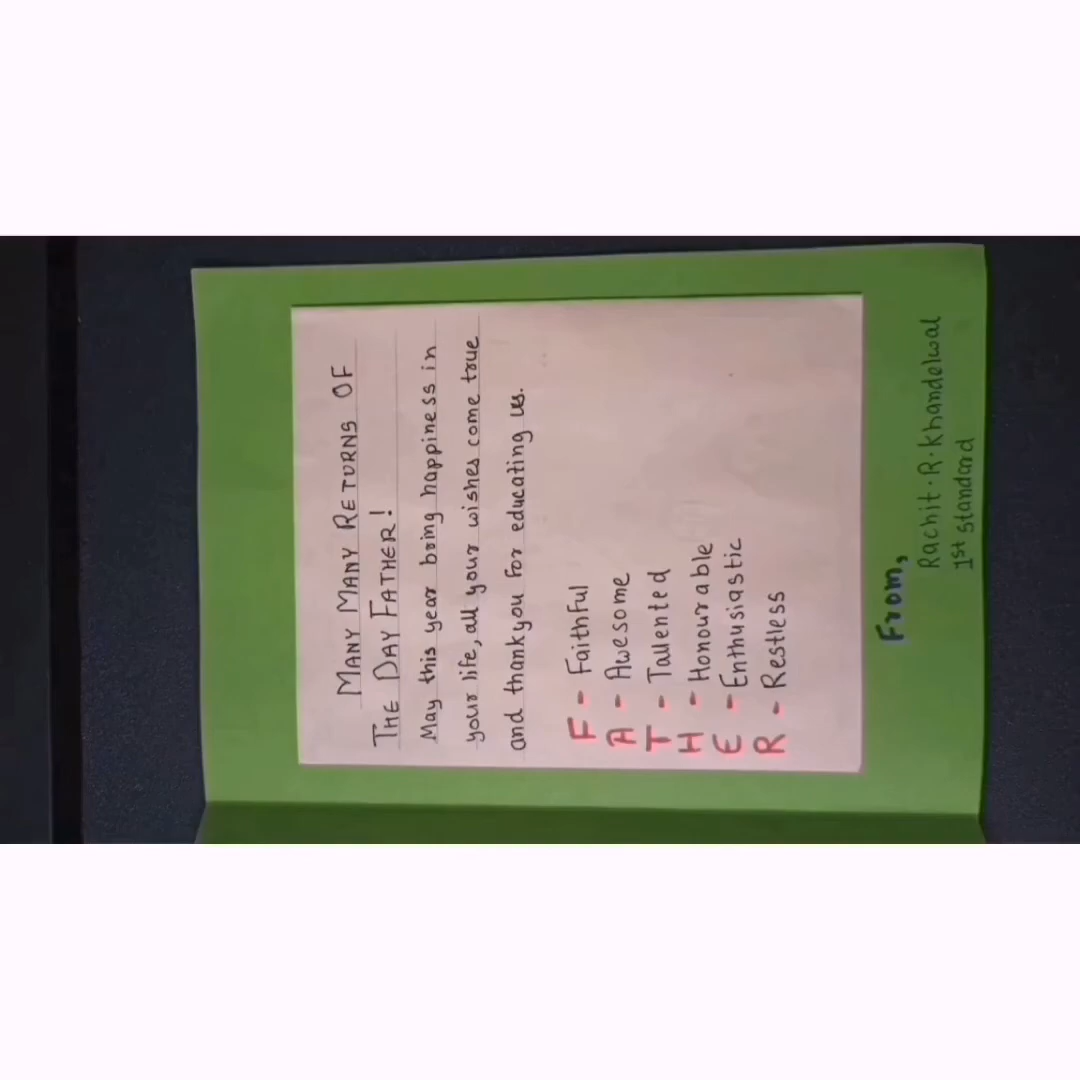 MANY MANY RETURNS OF
THE DAY FATHER!
May this year bring happiness in
your life, all your wishes come true
and thankyou for educating us.
F - Faithful
A - Awesome
T - Tallented
H - Honourable
E - Enthusiastic
R - Restless
From,
Rachit.R.Khandelwal
1st standard